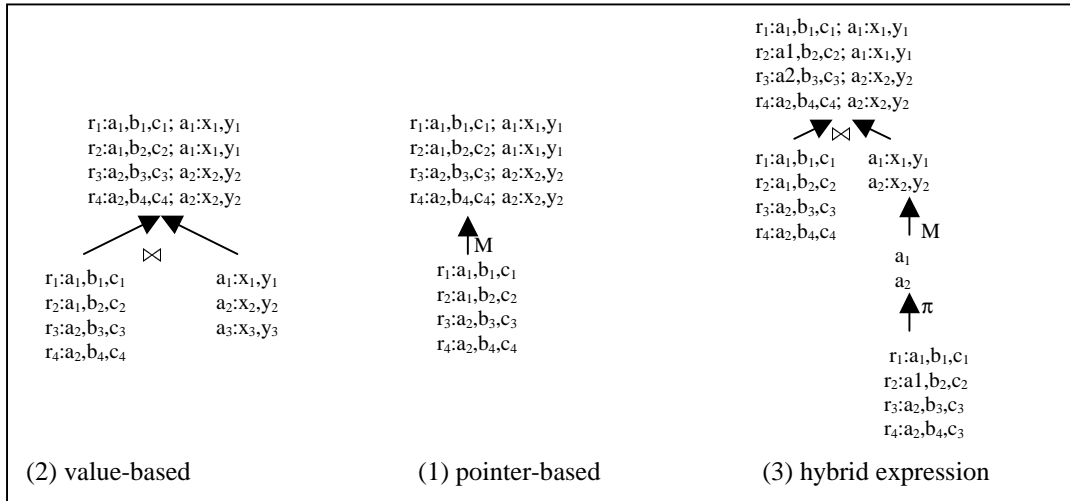 r₁:a₁,b₁,c₁; a₁:x₁,y₁
r₂:a₁,b₂,c₂; a₁:x₁,y₁
r₃:a₂,b₃,c₃; a₂:x₂,y₂
r₄:a₂,b₄,c₄; a₂:x₂,y₂
⋈
r₁:a₁,b₁,c₁
r₂:a₁,b₂,c₂
r₃:a₂,b₃,c₃
r₄:a₂,b₄,c₄
a₁:x₁,y₁
a₂:x₂,y₂
a₃:x₃,y₃
(2) value-based
r₁:a₁,b₁,c₁; a₁:x₁,y₁
r₂:a₁,b₂,c₂; a₁:x₁,y₁
r₃:a₂,b₃,c₃; a₂:x₂,y₂
r₄:a₂,b₄,c₄; a₂:x₂,y₂
M
r₁:a₁,b₁,c₁
r₂:a₁,b₂,c₂
r₃:a₂,b₃,c₃
r₄:a₂,b₄,c₄
(1) pointer-based
r₁:a₁,b₁,c₁; a₁:x₁,y₁
r₂:a1,b₂,c₂; a₁:x₁,y₁
r₃:a2,b₃,c₃; a₂:x₂,y₂
r₄:a₂,b₄,c₄; a₂:x₂,y₂
⋈
r₁:a₁,b₁,c₁
r₂:a₁,b₂,c₂
r₃:a₂,b₃,c₃
r₄:a₂,b₄,c₄
a₁:x₁,y₁
a₂:x₂,y₂
M
a₁
a₂
π
r₁:a₁,b₁,c₁
r₂:a1,b₂,c₂
r₃:a₂,b₃,c₃
r₄:a₂,b₄,c₃
(3) hybrid expression